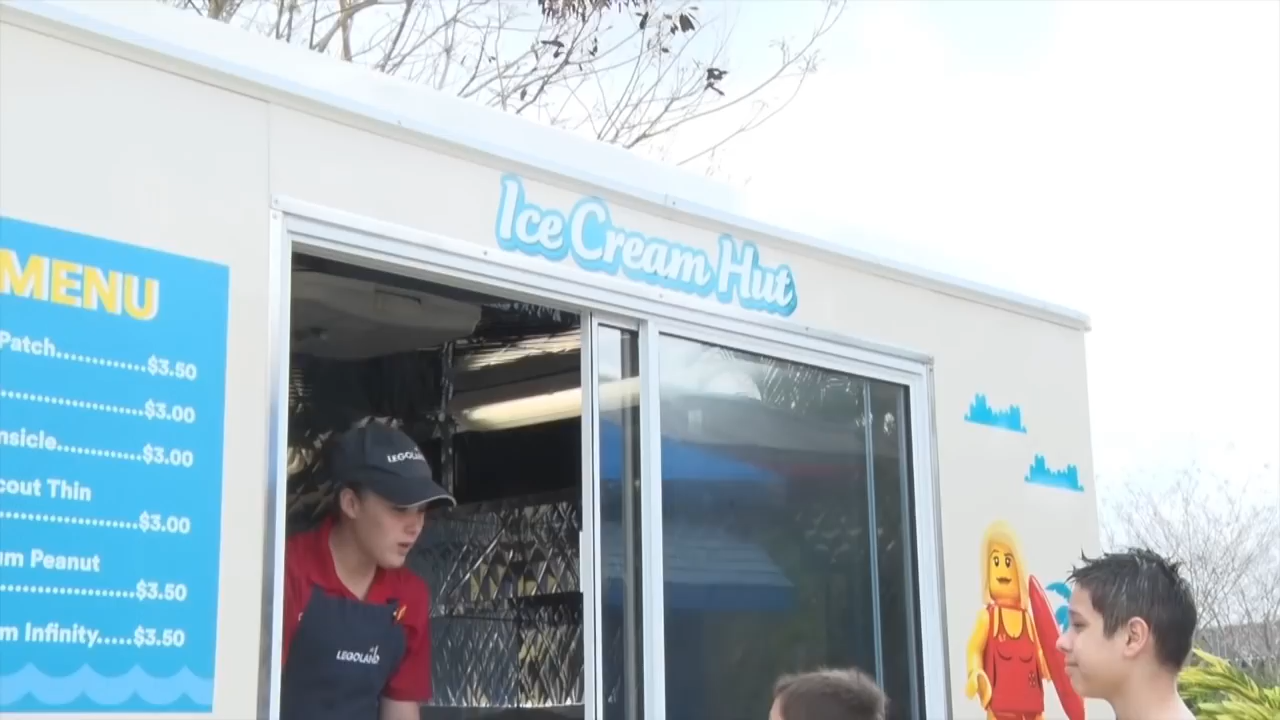 Ice Cream Hut
MENU
Patch..............$3.50
..................$3.00
nsicle.............$3.00
cout Thin
..................$3.00
um Peanut
..................$3.50
m Infinity.....$3.50
LEGOLAND
LEGOLAND